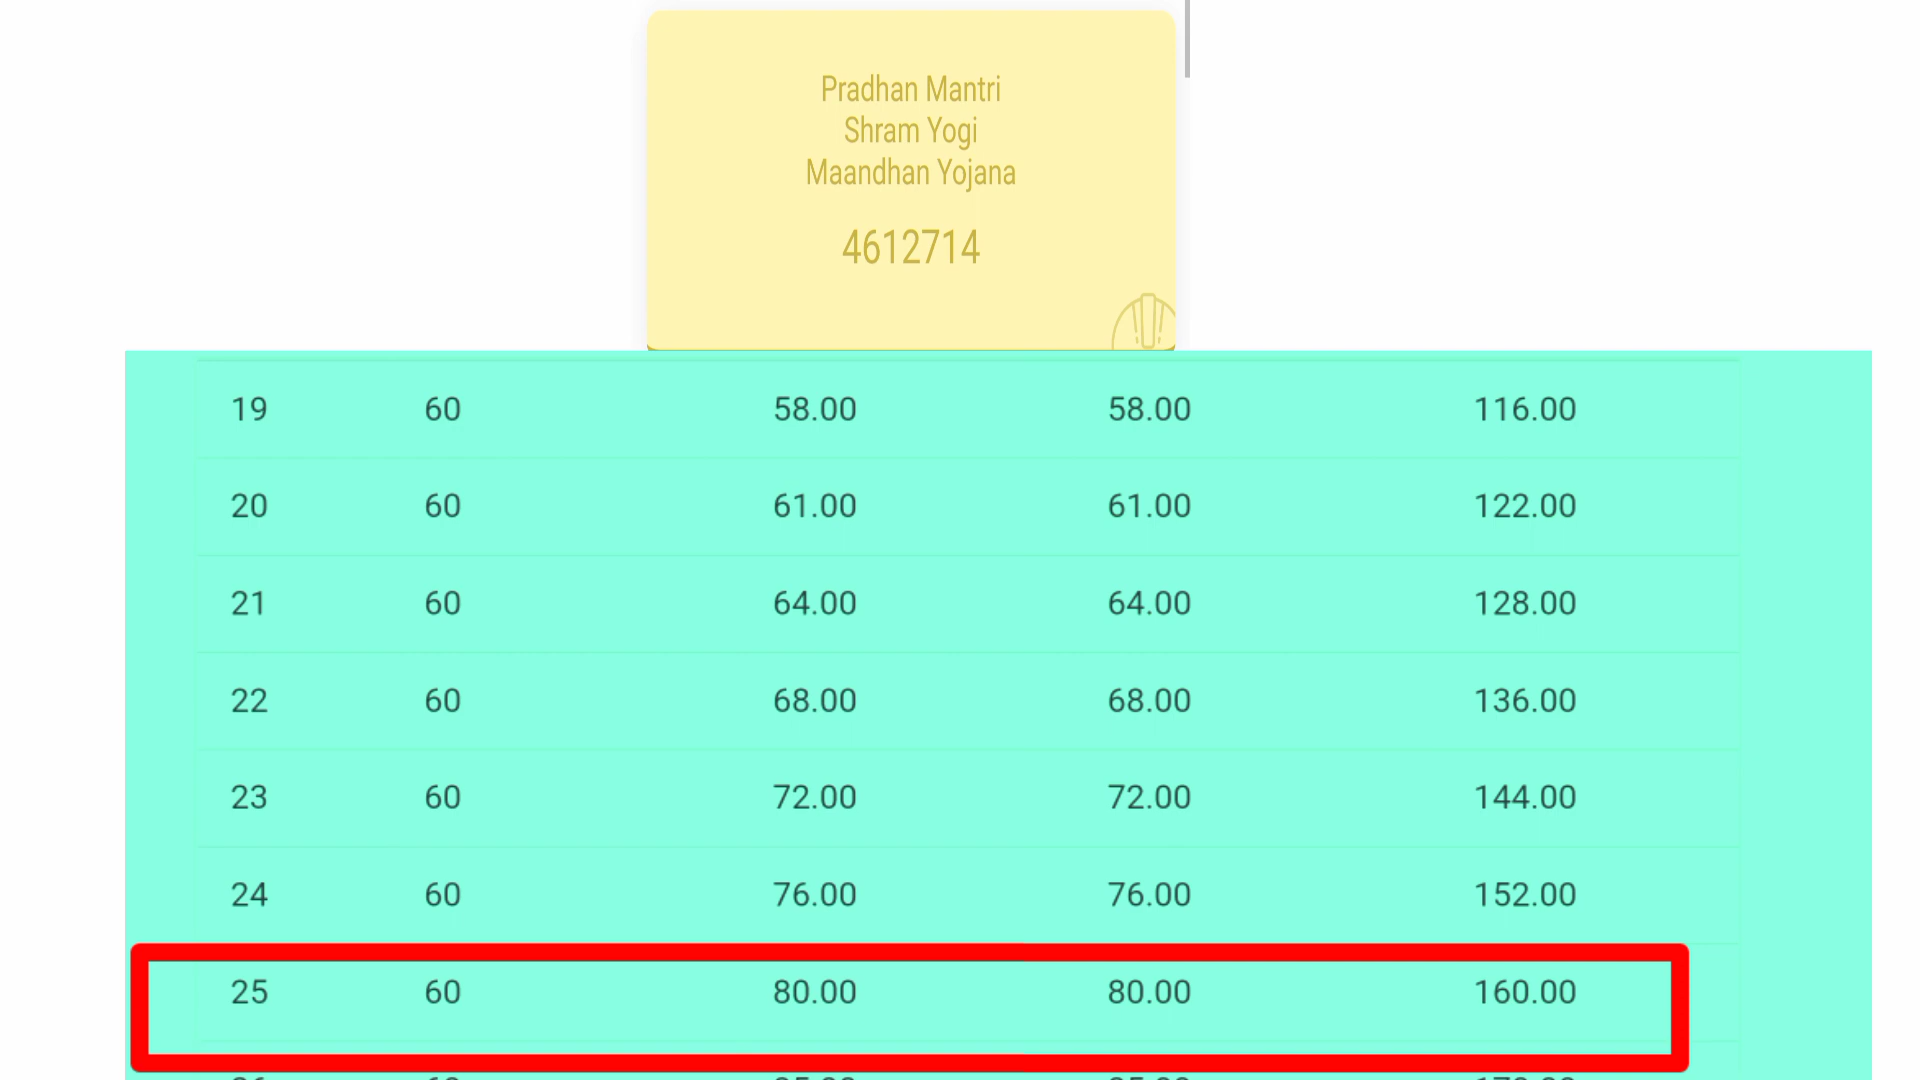 Pradhan Mantri
Shram Yogi
Maandhan Yojana
4612714
19 60 58.00 58.00 116.00
20 60 61.00 61.00 122.00
21 60 64.00 64.00 128.00
22 60 68.00 68.00 136.00
23 60 72.00 72.00 144.00
24 60 76.00 76.00 152.00
25 60 80.00 80.00 160.00